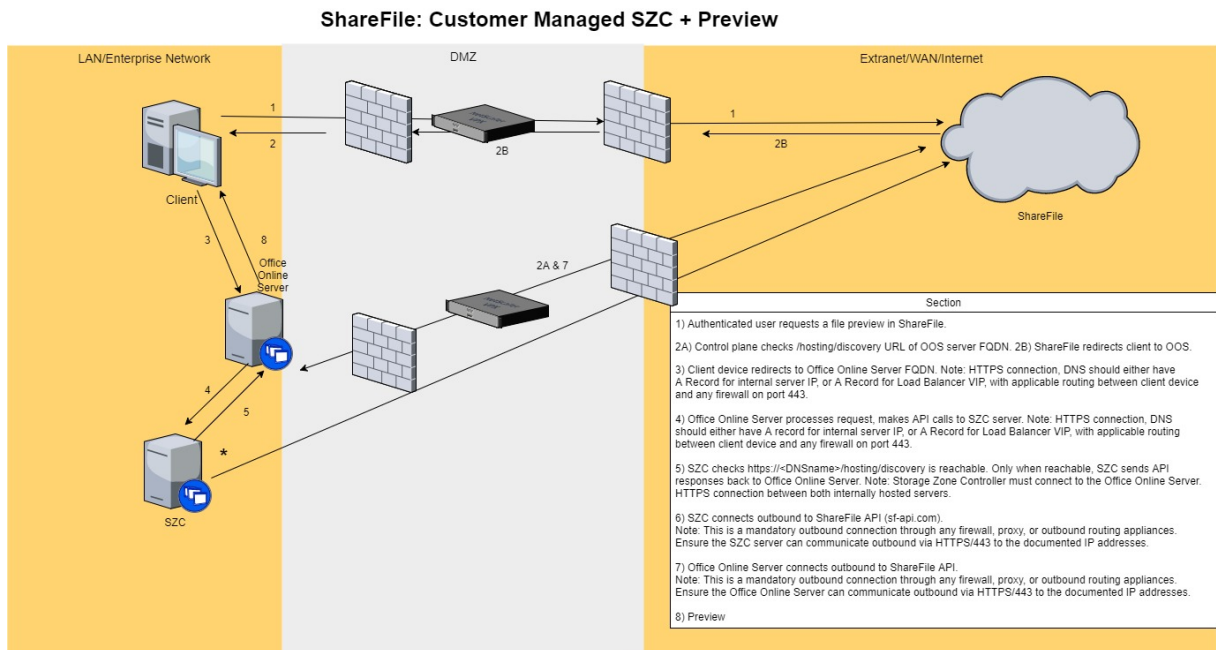 ShareFile: Customer Managed SZC + Preview
LAN/Enterprise Network
DMZ
Extranet/WAN/Internet
1
1
2
2B
2B
Client
ShareFile
3
8
Office
Online
Server
2A & 7
4
5
*
SZC
Section
1) Authenticated user requests a file preview in ShareFile.
2A) Control plane checks /hosting/discovery URL of OOS server FQDN. 2B) ShareFile redirects client to OOS.
3) Client device redirects to Office Online Server FQDN. Note: HTTPS connection, DNS should either have
A Record for internal server IP, or A Record for Load Balancer VIP, with applicable routing between client device
and any firewall on port 443.
4) Office Online Server processes request, makes API calls to SZC server. Note: HTTPS connection, DNS
should either have A record for internal server IP, or A Record for Load Balancer VIP, with applicable routing
between client device and any firewall on port 443.
5) SZC checks https://<DNSname>/hosting/discovery is reachable. Only when reachable, SZC sends API
responses back to Office Online Server. Note: Storage Zone Controller must connect to the Office Online Server.
HTTPS connection between both internally hosted servers.
6) SZC connects outbound to ShareFile API (sf-api.com).
Note: This is a mandatory outbound connection through any firewall, proxy, or outbound routing appliances.
Ensure the SZC server can communicate outbound via HTTPS/443 to the documented IP addresses.
7) Office Online Server connects outbound to ShareFile API.
Note: This is a mandatory outbound connection through any firewall, proxy, or outbound routing appliances.
Ensure the Office Online Server can communicate outbound via HTTPS/443 to the documented IP addresses.
8) Preview